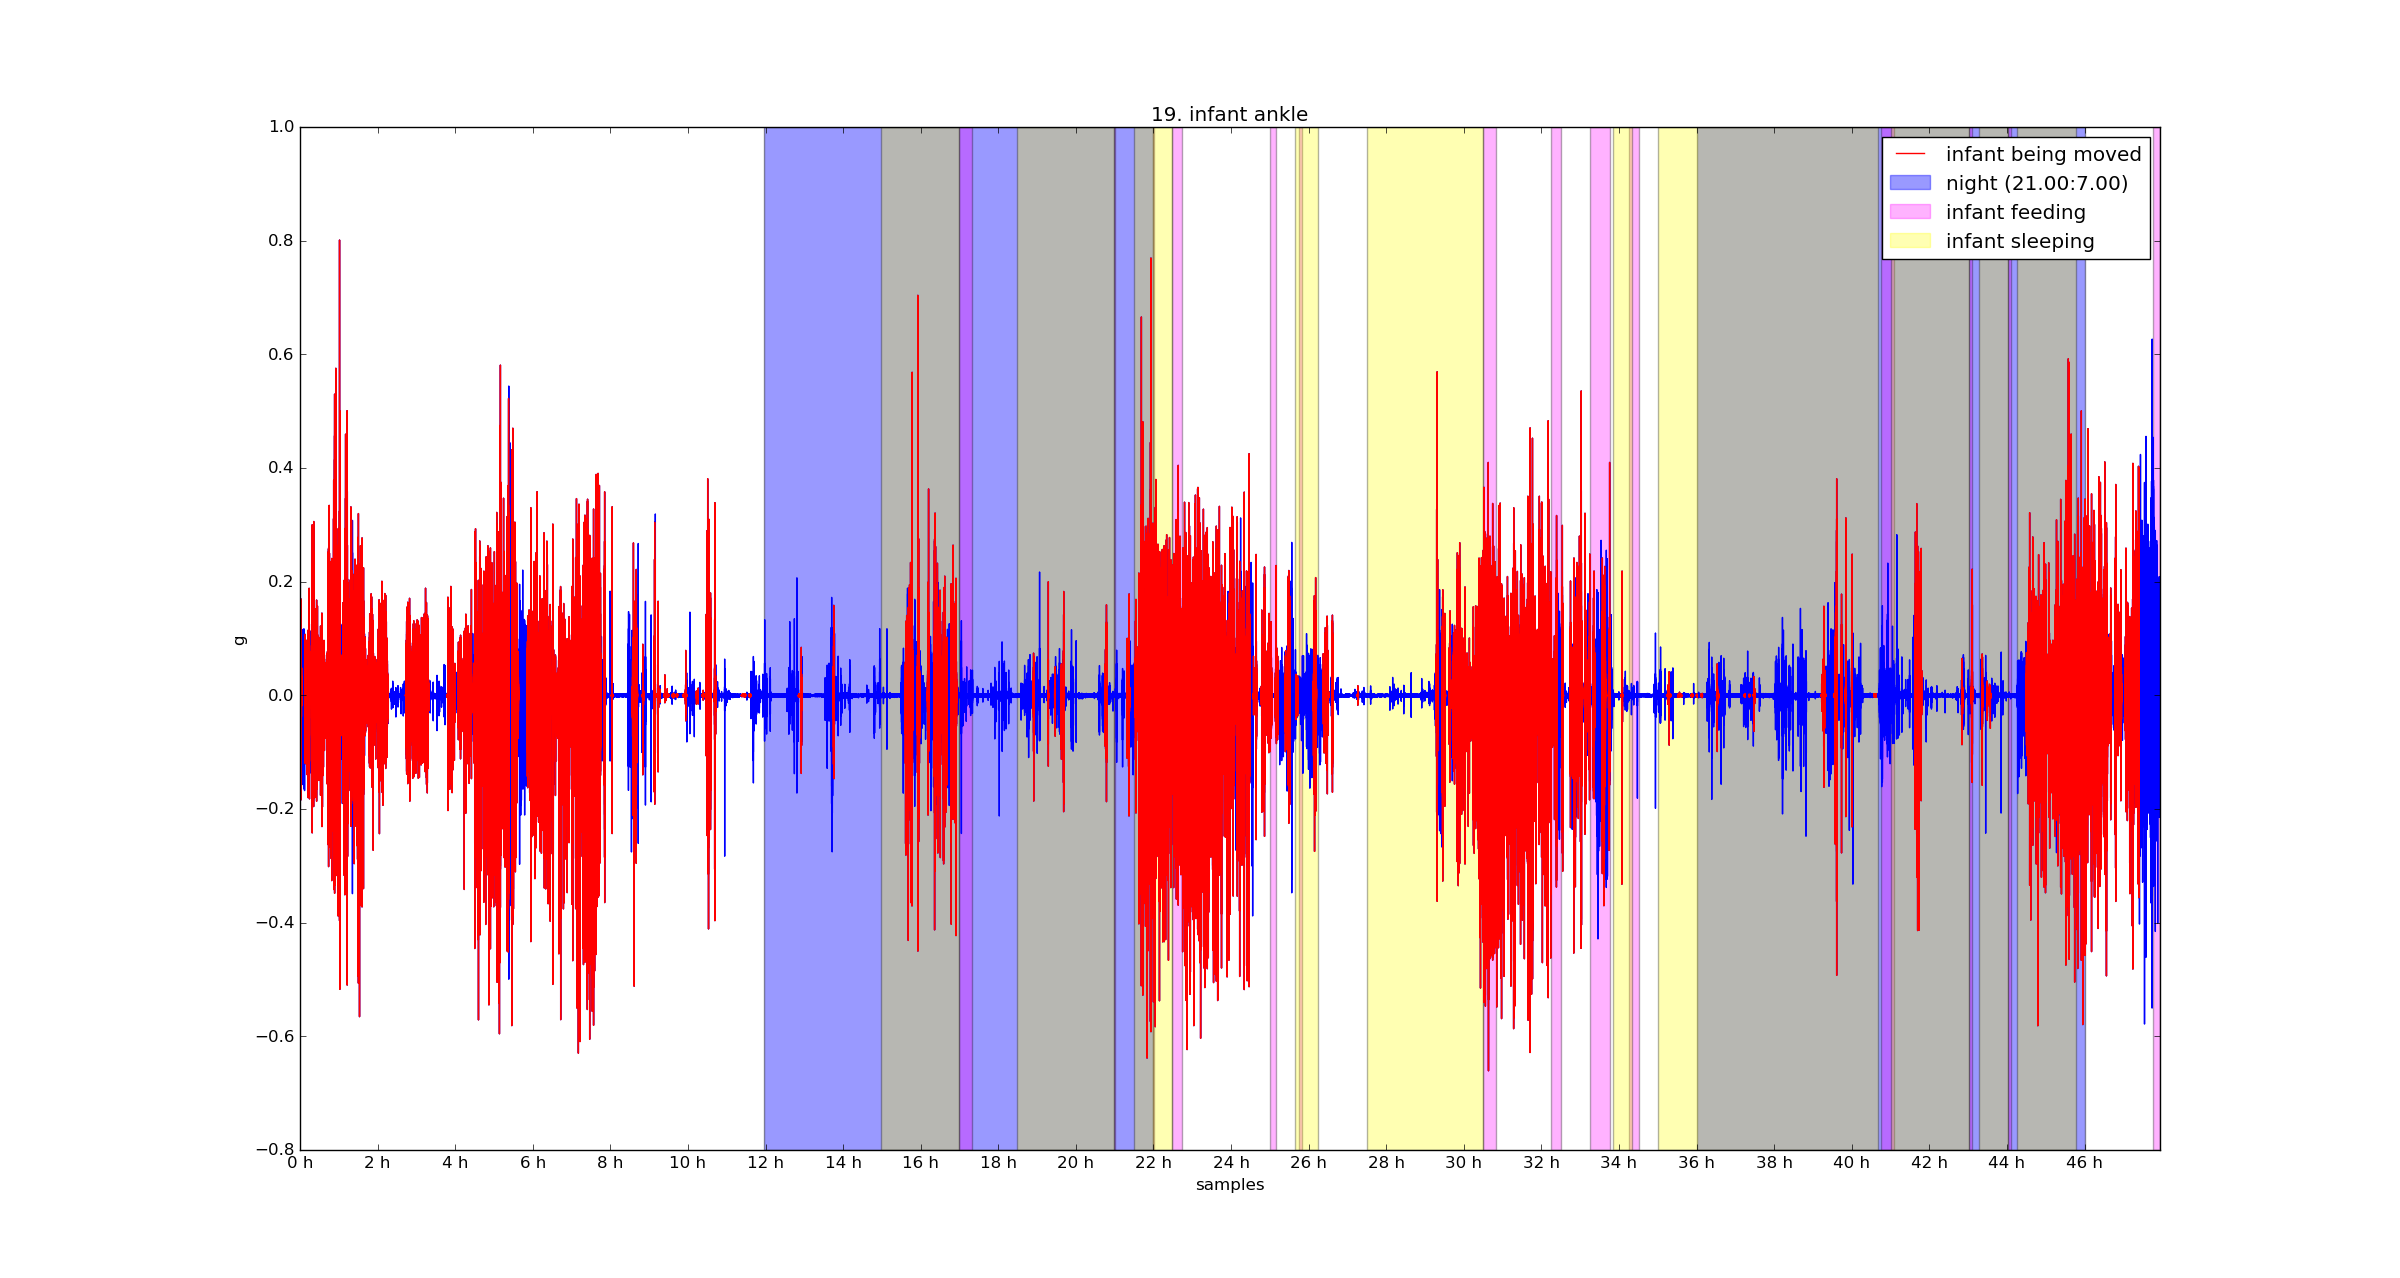 19. infant ankle
1.0
0.8
0.6
0.4
0.2
0.0
−0.2
−0.4
−0.6
−0.8
g
infant being moved
night (21.00:7.00)
infant feeding
infant sleeping
0 h 2 h 4 h 6 h 8 h 10 h 12 h 14 h 16 h 18 h 20 h 22 h 24 h 26 h 28 h 30 h 32 h 34 h 36 h 38 h 40 h 42 h 44 h 46 h
samples